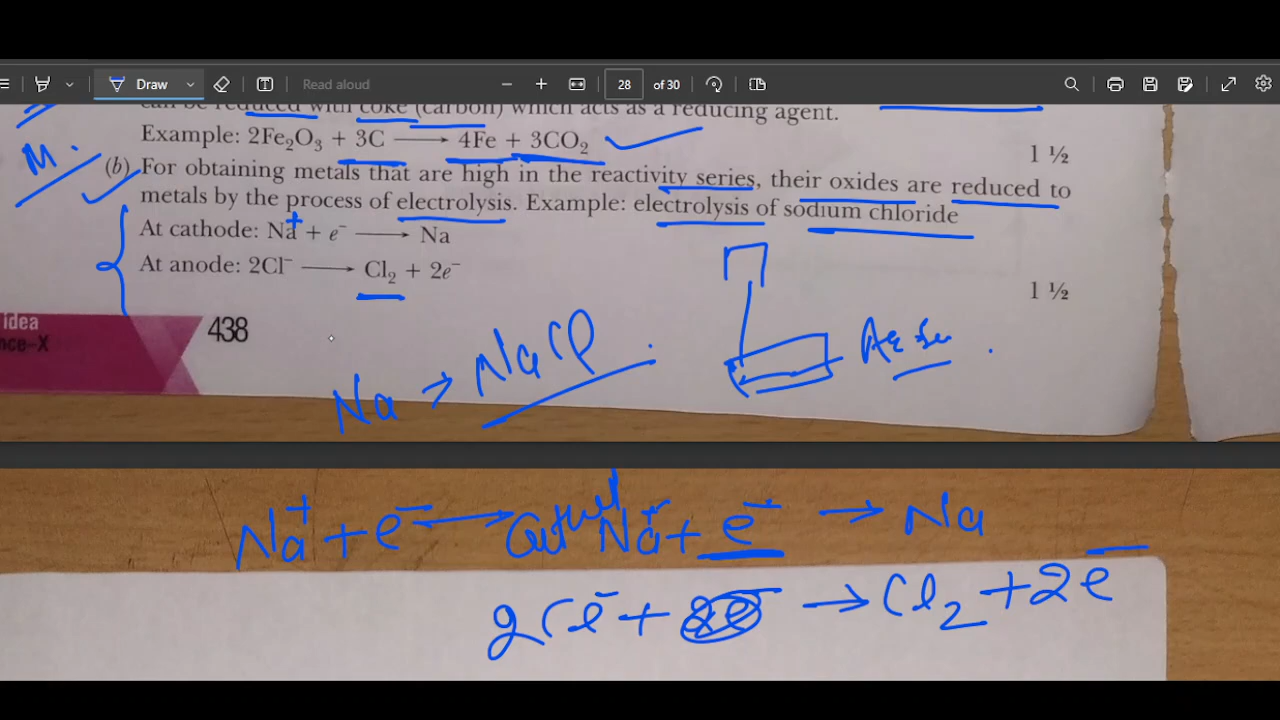 Draw
Read aloud
28 of 30
can be reduced with coke (carbon) which acts as a reducing agent.
Example: 2Fe₂O₃ + 3C ⟶ 4Fe + 3CO₂
1 ½
M.
(b) For obtaining metals that are high in the reactivity series, their oxides are reduced to
metals by the process of electrolysis. Example: electrolysis of sodium chloride
At cathode: Na⁺ + e⁻ ⟶ Na
At anode: 2Cl⁻ ⟶ Cl₂ + 2e⁻
1 ½
idea
nce–X
438
Na → NaCl
Na⁺ + e⁻ → Na⁺ + e⁻ → Na
2Cl⁻ + → Cl₂ + 2e⁻